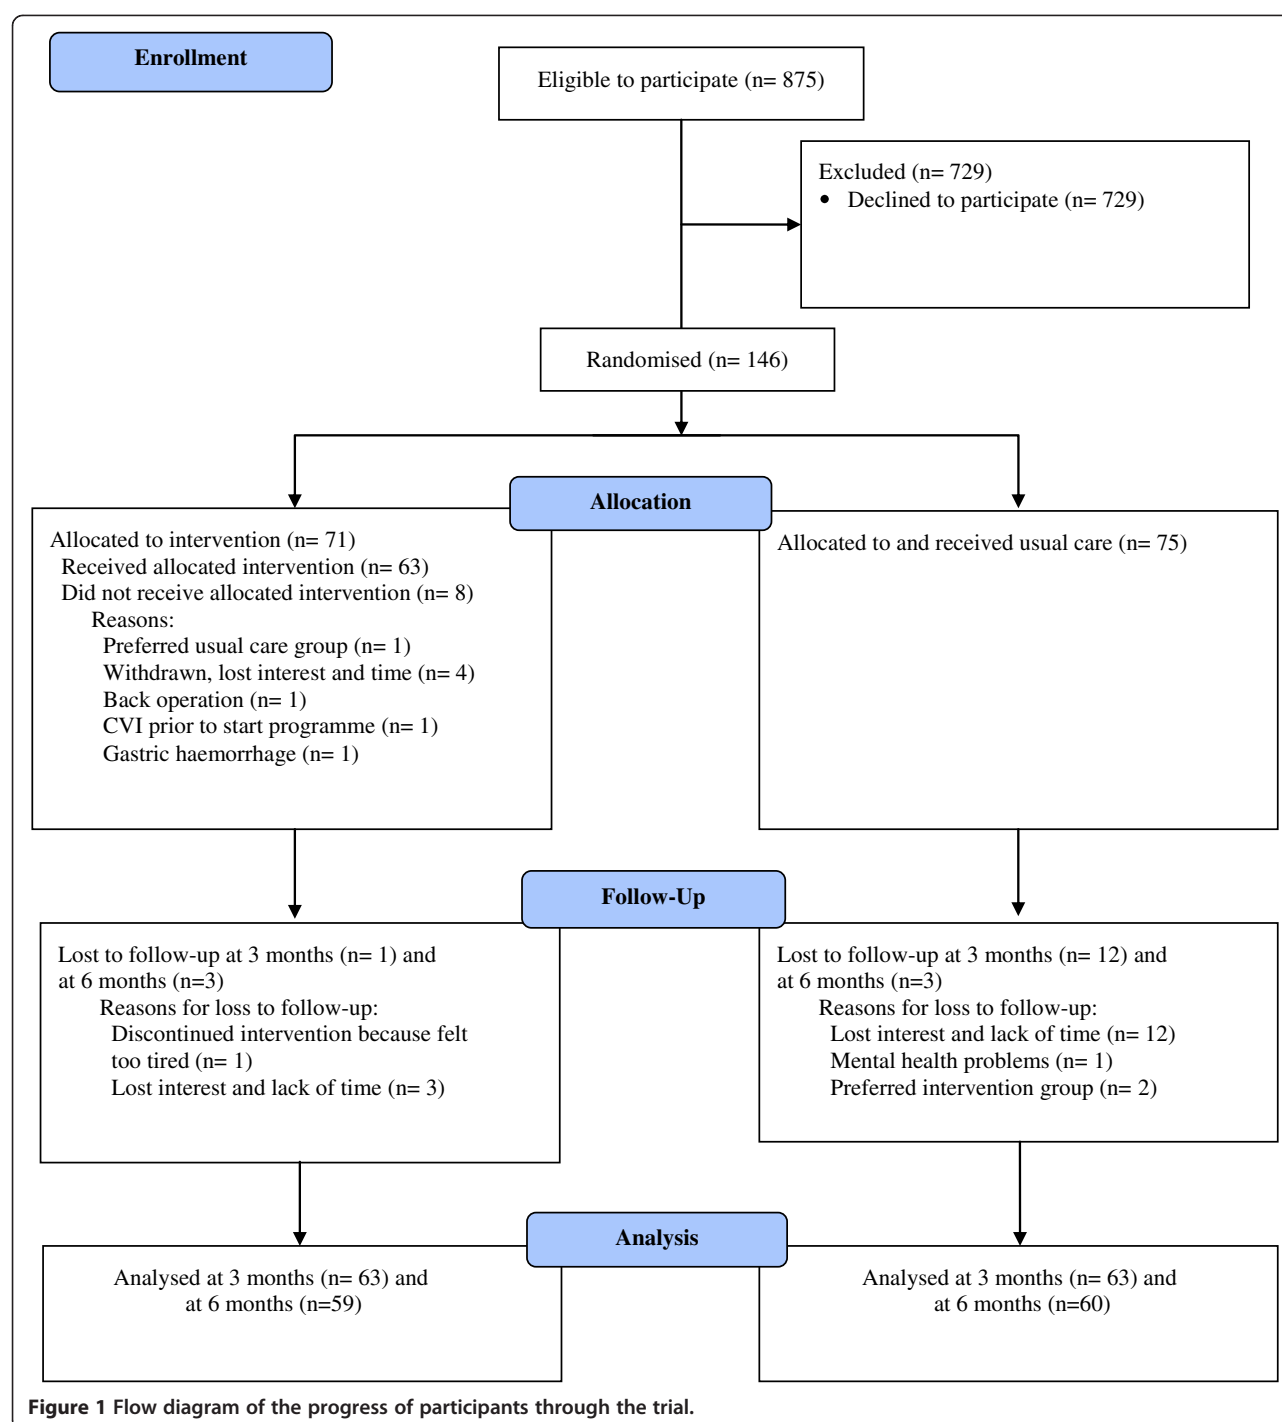 Enrollment
Eligible to participate (n= 875)
Excluded (n= 729)
• Declined to participate (n= 729)
Randomised (n= 146)
Allocation
Allocated to intervention (n= 71)
Received allocated intervention (n= 63)
Did not receive allocated intervention (n= 8)
Reasons:
Preferred usual care group (n= 1)
Withdrawn, lost interest and time (n= 4)
Back operation (n= 1)
CVI prior to start programme (n= 1)
Gastric haemorrhage (n= 1)
Allocated to and received usual care (n= 75)
Follow-Up
Lost to follow-up at 3 months (n= 1) and
at 6 months (n=3)
Reasons for loss to follow-up:
Discontinued intervention because felt
too tired (n= 1)
Lost interest and lack of time (n= 3)
Lost to follow-up at 3 months (n= 12) and
at 6 months (n=3)
Reasons for loss to follow-up:
Lost interest and lack of time (n= 12)
Mental health problems (n= 1)
Preferred intervention group (n= 2)
Analysis
Analysed at 3 months (n= 63) and
at 6 months (n=59)
Analysed at 3 months (n= 63) and
at 6 months (n=60)
Figure 1 Flow diagram of the progress of participants through the trial.